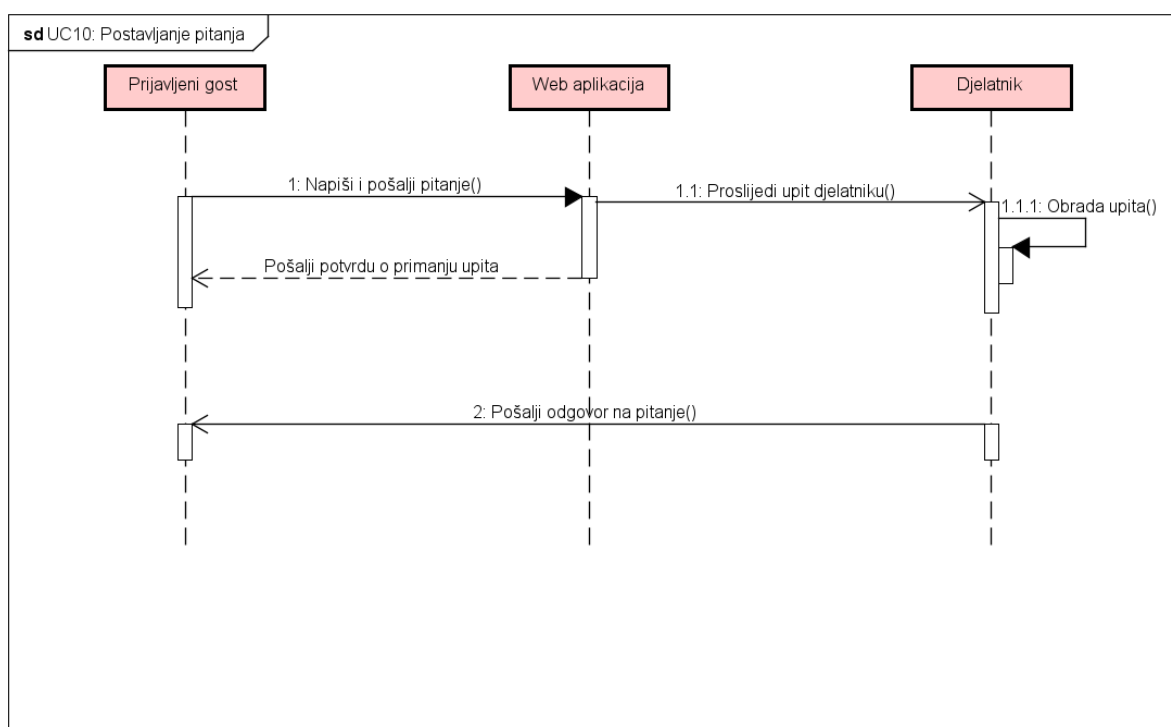 sd UC10: Postavljanje pitanja
Prijavljeni gost
Web aplikacija
Djelatnik
1: Napiši i pošalji pitanje()
1.1: Proslijedi upit djelatniku()
1.1.1: Obrada upita()
Pošalji potvrdu o primanju upita
2: Pošalji odgovor na pitanje()